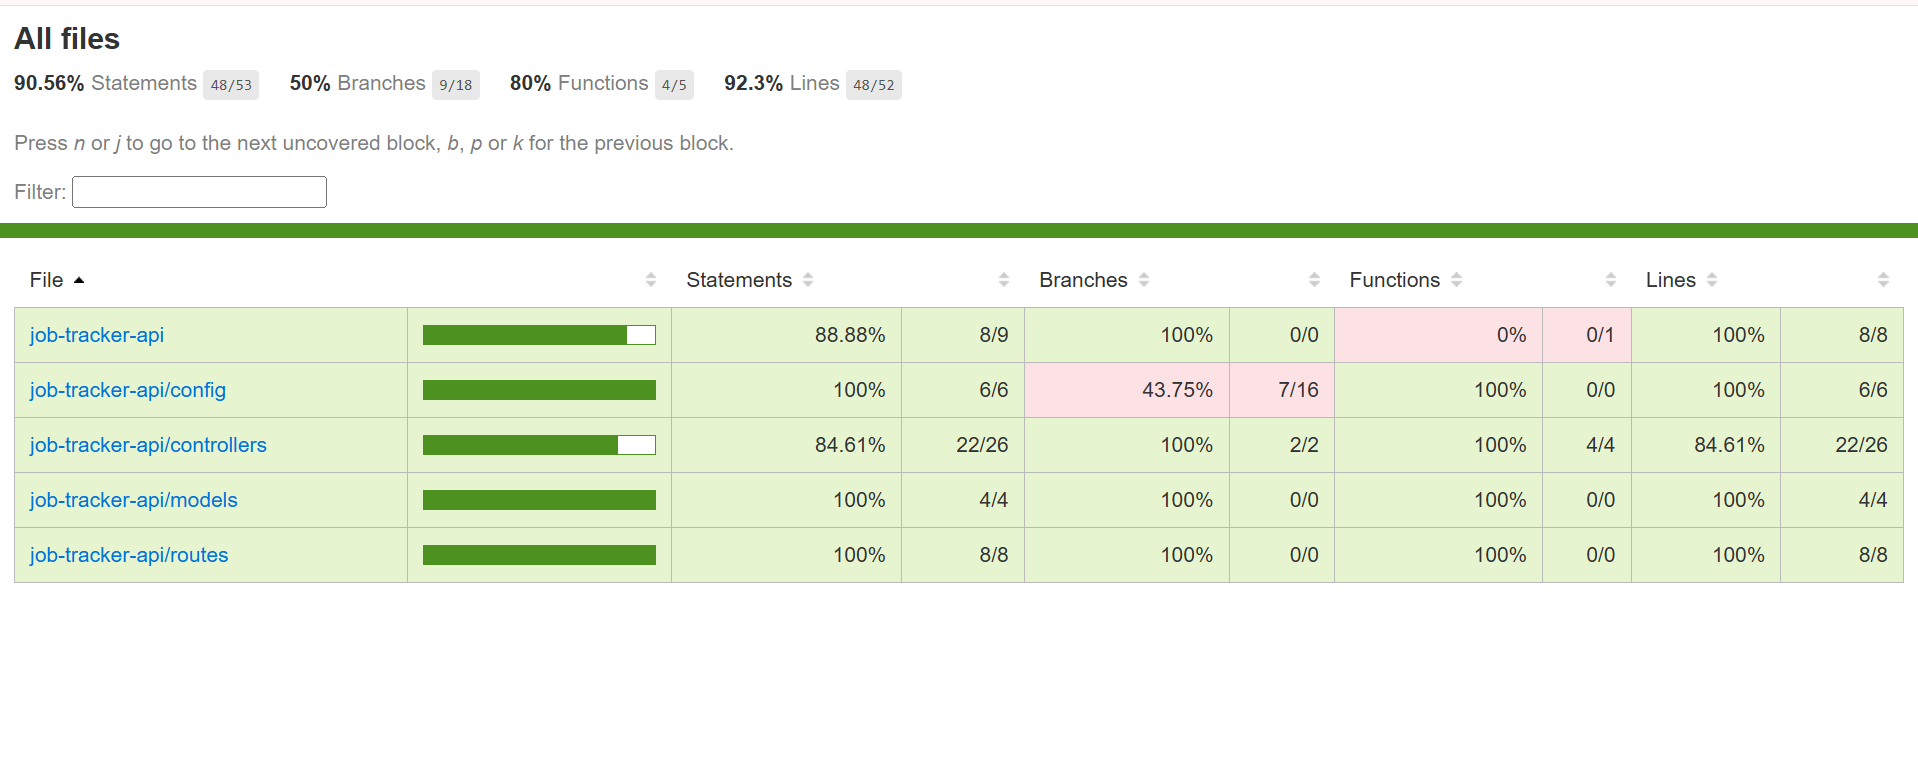 All files
90.56% Statements 48/53 50% Branches 9/18 80% Functions 4/5 92.3% Lines 48/52
Press n or j to go to the next uncovered block, b, p or k for the previous block.
Filter:
File Statements Branches Functions Lines
job-tracker-api 88.88% 8/9 100% 0/0 0% 0/1 100% 8/8
job-tracker-api/config 100% 6/6 43.75% 7/16 100% 0/0 100% 6/6
job-tracker-api/controllers 84.61% 22/26 100% 2/2 100% 4/4 84.61% 22/26
job-tracker-api/models 100% 4/4 100% 0/0 100% 0/0 100% 4/4
job-tracker-api/routes 100% 8/8 100% 0/0 100% 0/0 100% 8/8